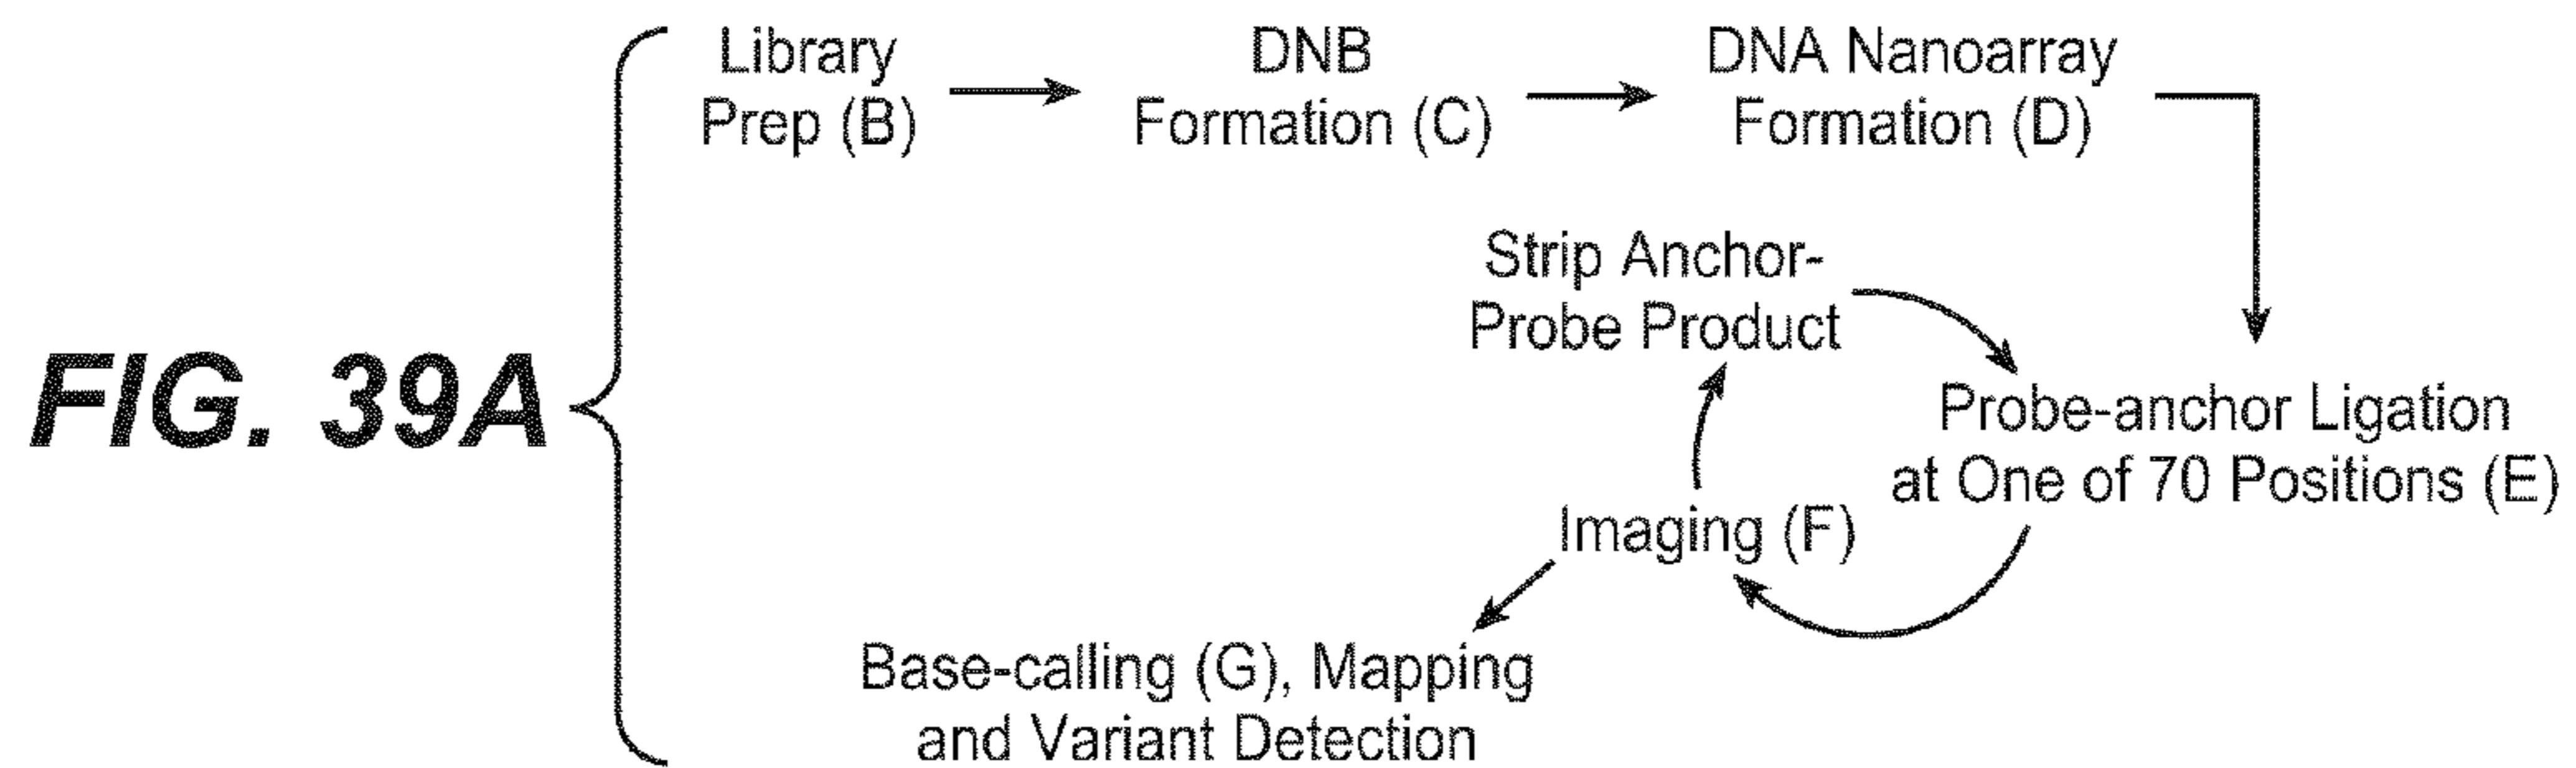 FIG. 39A
Library
Prep (B)
DNB
Formation (C)
DNA Nanoarray
Formation (D)
Strip Anchor-
Probe Product
Probe-anchor Ligation
at One of 70 Positions (E)
Imaging (F)
Base-calling (G), Mapping
and Variant Detection